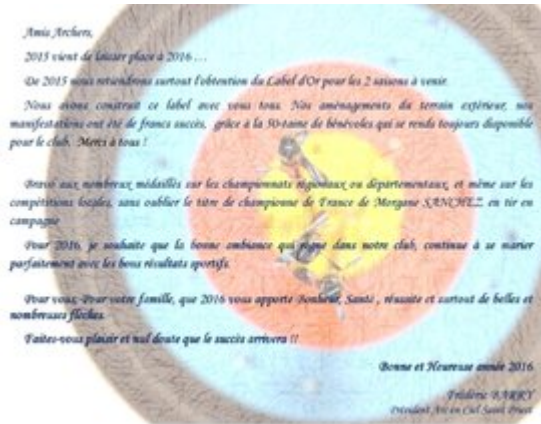 Amis Archers,
2015 vient de laisser place à 2016 ...
De 2015 nous retiendrons surtout l'obtention du Label d'Or pour les 2 saisons à venir.
Nous avons construit ce label avec vous tous. Nos aménagements du terrain extérieur, nos
manifestations ont été de francs succès, grâce à la 50-taine de bénévoles qui se rends toujours disponible
pour le club. Merci à tous !
Bravo aux nombreux médaillés sur les championnats régionaux ou départementaux, et même sur les
compétitions locales, sans oublier le titre de championne de France de Morgane SANCHEZ en tir en
campagne
Pour 2016, je souhaite que la bonne ambiance qui règne dans notre club, continue à se marier
parfaitement avec les bons résultats sportifs.
Pour vous, Pour votre famille, que 2016 vous apporte Bonheur, Santé , réussite et surtout de belles et
nombreuses flèches.
Faites-vous plaisir et nul doute que le succès arrivera !!
Bonne et Heureuse année 2016
Frédéric BARRY
Président Arc en Ciel Saint Priest